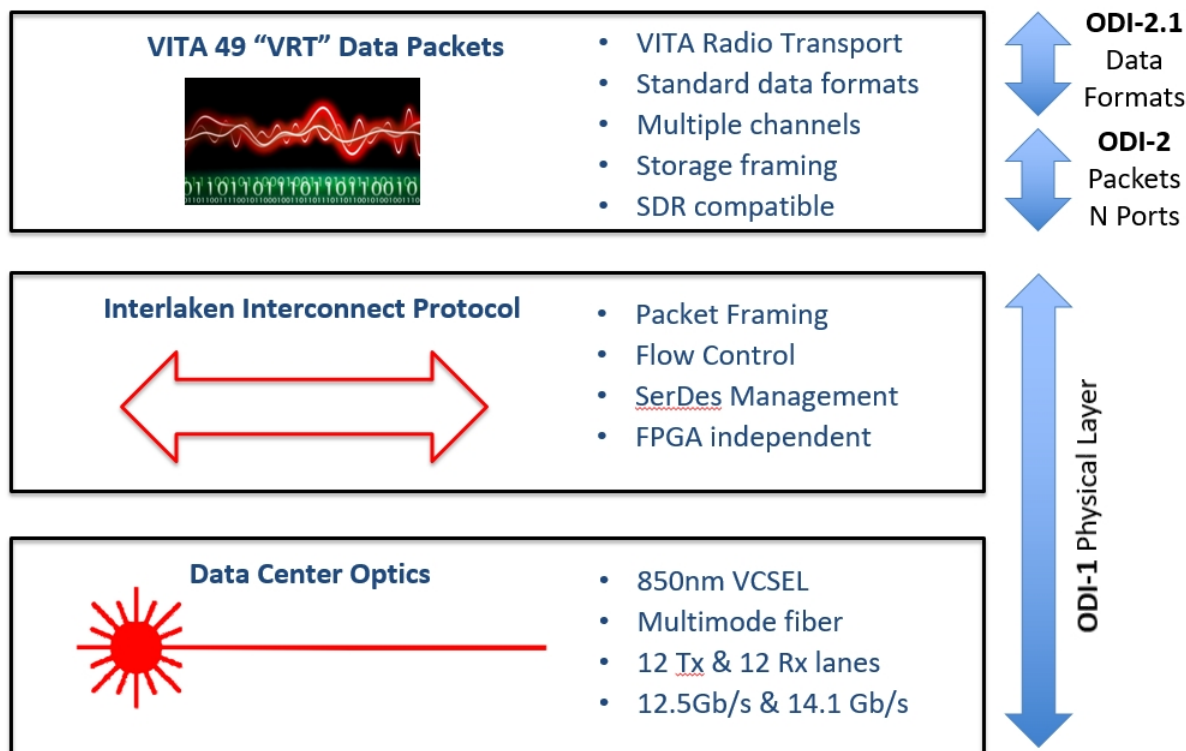 VITA 49 “VRT” Data Packets
• VITA Radio Transport
• Standard data formats
• Multiple channels
• Storage framing
• SDR compatible
ODI-2.1
Data
Formats
ODI-2
Packets
N Ports
Interlaken Interconnect Protocol
• Packet Framing
• Flow Control
• SerDes Management
• FPGA independent
Data Center Optics
• 850nm VCSEL
• Multimode fiber
• 12 Tx & 12 Rx lanes
• 12.5Gb/s & 14.1 Gb/s
ODI-1 Physical Layer